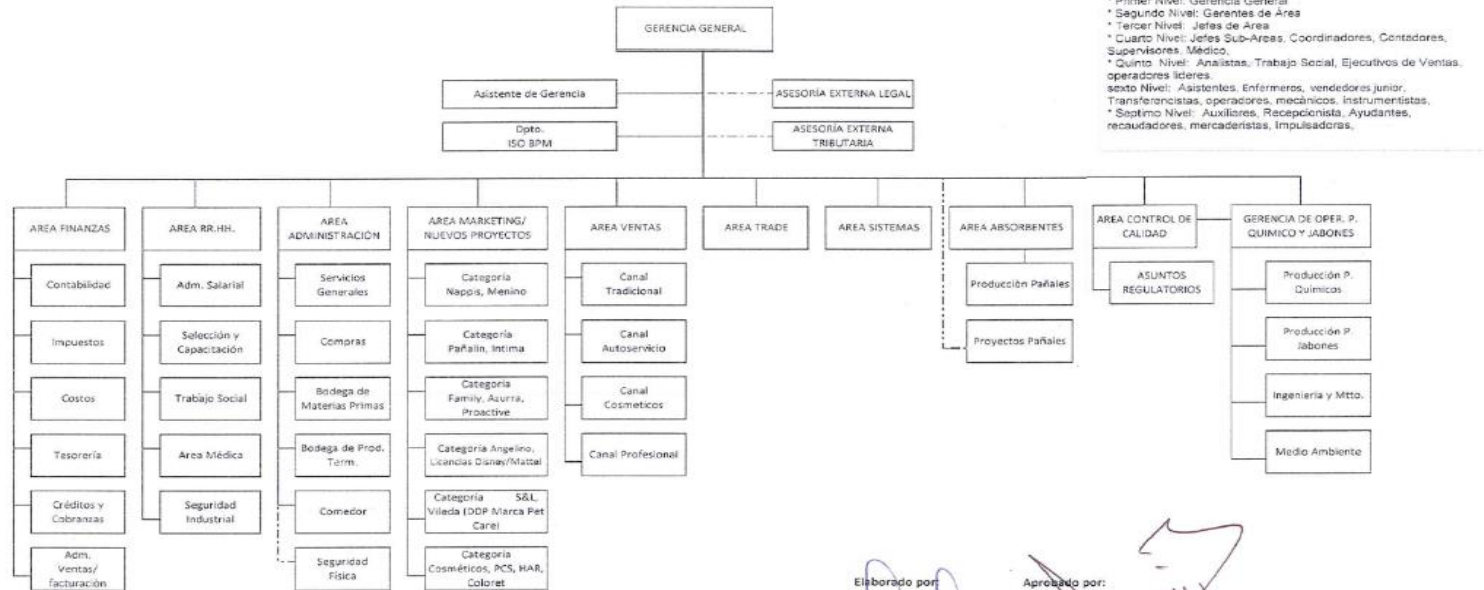 * Primer Nivel: Gerencia General
* Segundo Nivel: Gerentes de Área
* Tercer Nivel: Jefes de Area
* Cuarto Nivel: Jefes Sub-Areas, Coordinadores, Contadores,
Supervisores, Médico,
* Quinto Nivel: Analistas, Trabajo Social, Ejecutivos de Ventas,
operadores lideres.
sexto Nivel: Asistentes, Enfermeros, vendedores junior,
Transferencistas, operadores, mecánicos, Instrumentistas,
* Septimo Nivel: Auxiliares, Recepcionista, Ayudantes,
recaudadores, mercaderistas, Impulsadoras,
GERENCIA GENERAL
Asistente de Gerencia
ASESORÍA EXTERNA LEGAL
Dpto.
ISO BPM
ASESORÍA EXTERNA
TRIBUTARIA
AREA FINANZAS
Contabilidad
Impuestos
Costos
Tesorería
Créditos y
Cobranzas
Adm.
Ventas/
facturación
AREA RR.HH.
Adm. Salarial
Selección y
Capacitación
Trabajo Social
Area Médica
Seguridad
Industrial
AREA
ADMINISTRACIÓN
Servicios
Generales
Compras
Bodega de
Materias Primas
Bodega de Prod.
Term.
Comedor
Seguridad
Física
AREA MARKETING/
NUEVOS PROYECTOS
Categoría
Nappis, Menino
Categoría
Pañalin, Intima
Categoría
Family, Azurra,
Proactive
Categoría Angelino,
Licencias Disney/Mattel
Categoría S&L,
Vileda (DDP Marca Pet
Care)
Categoría
Cosméticos, PCS, HAR,
Coloret
AREA VENTAS
Canal
Tradicional
Canal
Autoservicio
Canal
Cosmeticos
Canal Profesional
AREA TRADE
AREA SISTEMAS
AREA ABSORBENTES
Producción Pañales
Proyectos Pañales
AREA CONTROL DE
CALIDAD
ASUNTOS
REGULATORIOS
GERENCIA DE OPER. P.
QUIMICO Y JABONES
Producción P.
Quimicos
Producción P.
Jabones
Ingeniería y Mtto.
Medio Ambiente
Elaborado por:
Aprobado por: